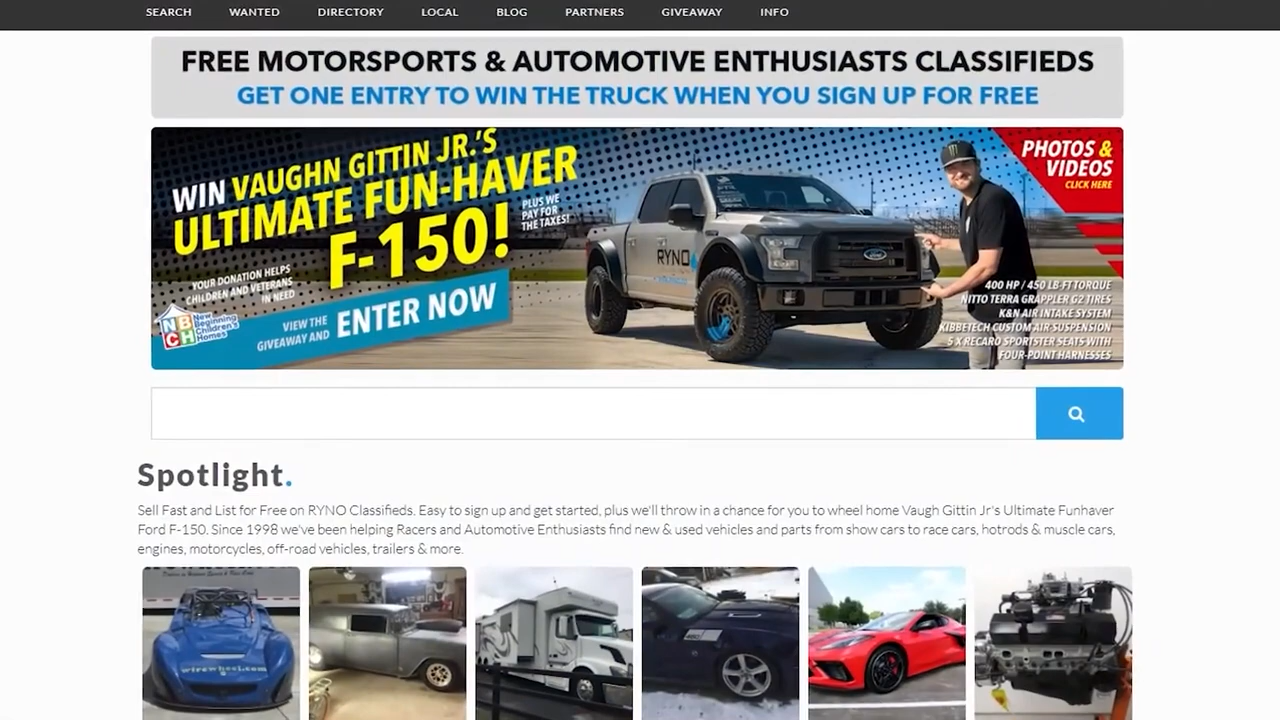 SEARCH WANTED DIRECTORY LOCAL BLOG PARTNERS GIVEAWAY INFO
FREE MOTORSPORTS & AUTOMOTIVE ENTHUSIASTS CLASSIFIEDS
GET ONE ENTRY TO WIN THE TRUCK WHEN YOU SIGN UP FOR FREE
WIN VAUGHN GITTIN JR.'S
ULTIMATE FUN-HAVER
F-150!
PLUS WE
PAY FOR
THE TAXES!
YOUR DONATION HELPS
CHILDREN AND VETERANS
IN NEED
NBCH
New
Beginning
Children's
Homes
VIEW THE
GIVEAWAY AND
ENTER NOW
RYNO
Ford
PHOTOS &
VIDEOS
CLICK HERE
400 HP / 450 LB-FT TORQUE
NITTO TERRA GRAPPLER G2 TIRES
K&N AIR INTAKE SYSTEM
KIBBETECH CUSTOM AIR SUSPENSION
5 X RECARO SPORTSTER SEATS WITH
FOUR-POINT HARNESSES
Spotlight.
Sell Fast and List for Free on RYNO Classifieds. Easy to sign up and get started, plus we'll throw in a chance for you to wheel home Vaugh Gittin Jr's Ultimate Funhaver
Ford F-150. Since 1998 we've been helping Racers and Automotive Enthusiasts find new & used vehicles and parts from show cars to race cars, hotrods & muscle cars,
engines, motorcycles, off-road vehicles, trailers & more.
wirewheel.com